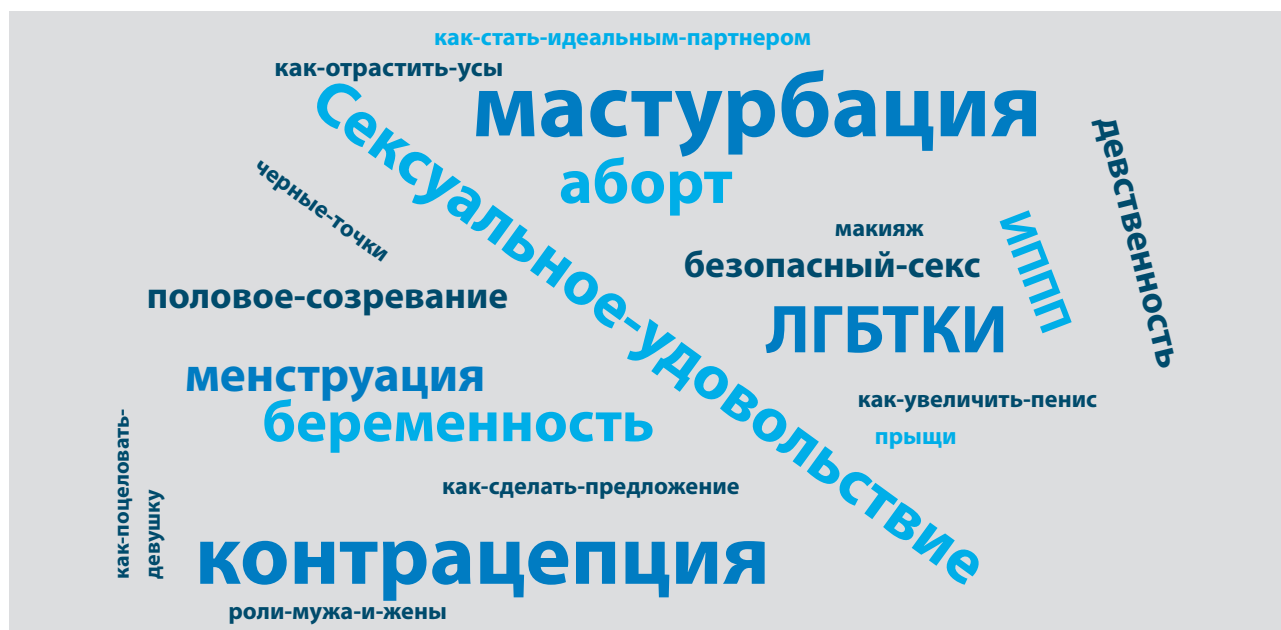 как-стать-идеальным-партнером
как-отрастить-усы
мастурбация
Сексуальное-удовольствие
девственность
черные-точки
аборт
ИППП
макияж
безопасный-секс
половое-созревание
ЛГБТКИ
менструация
как-увеличить-пенис
беременность
прыщи
как-поцеловать-
девушку
как-сделать-предложение
контрацепция
роли-мужа-и-жены